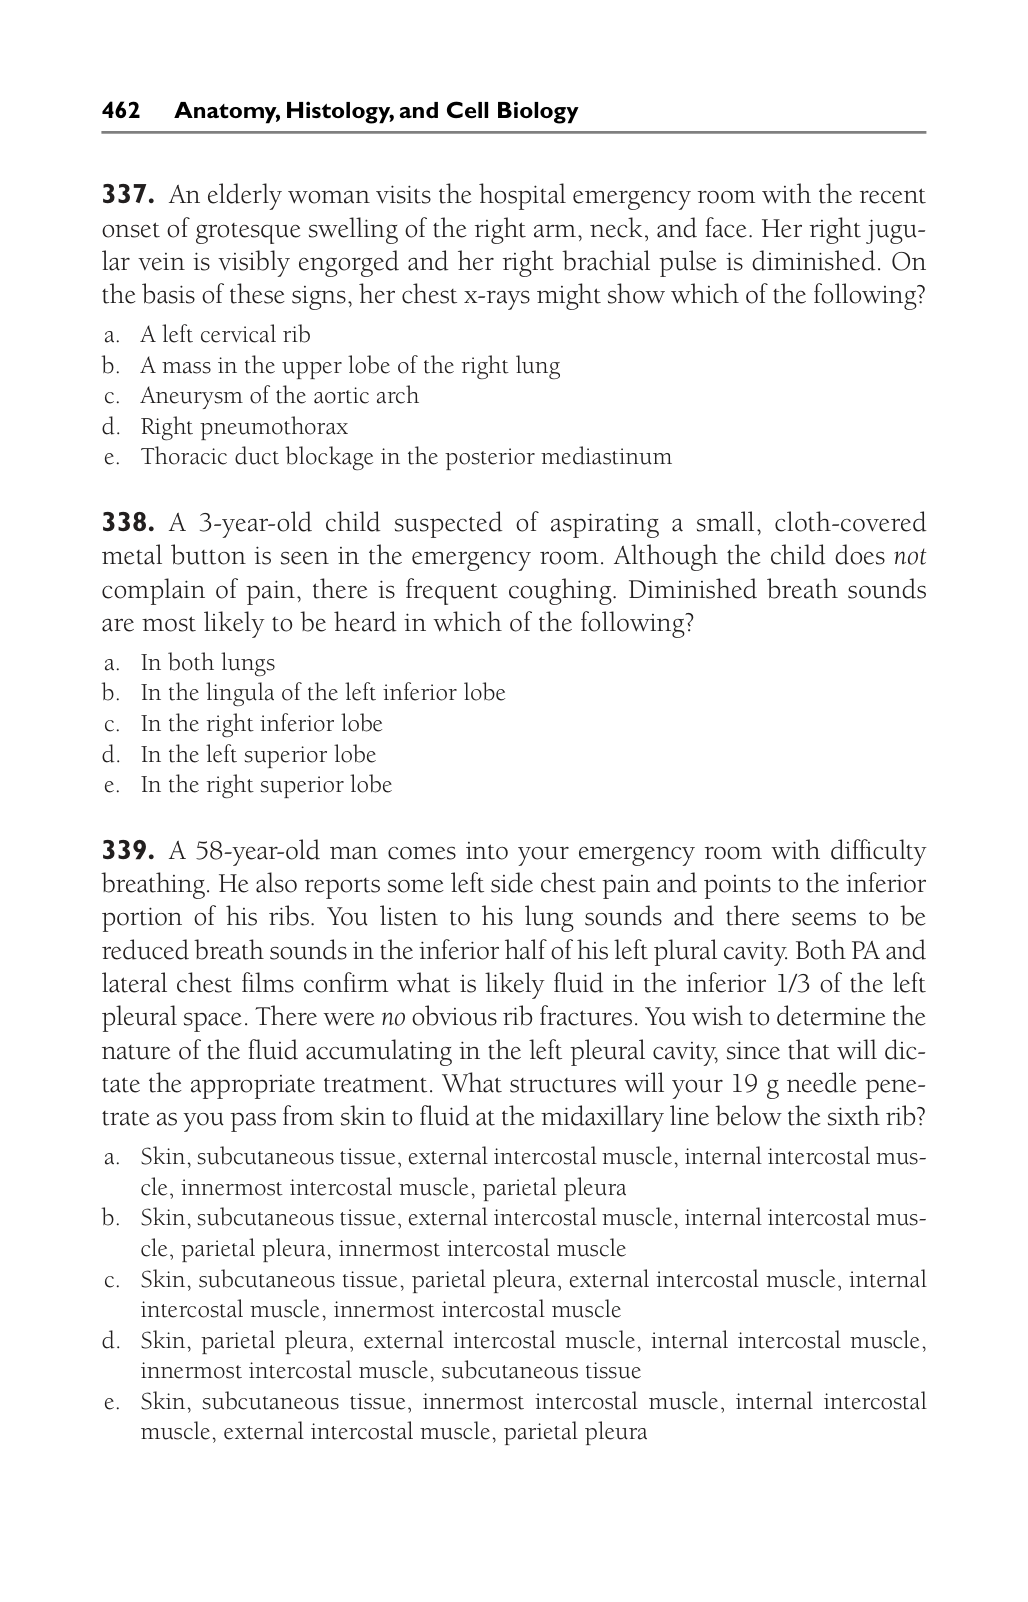 462 Anatomy, Histology, and Cell Biology
337. An elderly woman visits the hospital emergency room with the recent
onset of grotesque swelling of the right arm, neck, and face. Her right jugu-
lar vein is visibly engorged and her right brachial pulse is diminished. On
the basis of these signs, her chest x-rays might show which of the following?
a. A left cervical rib
b. A mass in the upper lobe of the right lung
c. Aneurysm of the aortic arch
d. Right pneumothorax
e. Thoracic duct blockage in the posterior mediastinum
338. A 3-year-old child suspected of aspirating a small, cloth-covered
metal button is seen in the emergency room. Although the child does not
complain of pain, there is frequent coughing. Diminished breath sounds
are most likely to be heard in which of the following?
a. In both lungs
b. In the lingula of the left inferior lobe
c. In the right inferior lobe
d. In the left superior lobe
e. In the right superior lobe
339. A 58-year-old man comes into your emergency room with difficulty
breathing. He also reports some left side chest pain and points to the inferior
portion of his ribs. You listen to his lung sounds and there seems to be
reduced breath sounds in the inferior half of his left plural cavity. Both PA and
lateral chest films confirm what is likely fluid in the inferior 1/3 of the left
pleural space. There were no obvious rib fractures. You wish to determine the
nature of the fluid accumulating in the left pleural cavity, since that will dic-
tate the appropriate treatment. What structures will your 19 g needle pene-
trate as you pass from skin to fluid at the midaxillary line below the sixth rib?
a. Skin, subcutaneous tissue, external intercostal muscle, internal intercostal mus-
cle, innermost intercostal muscle, parietal pleura
b. Skin, subcutaneous tissue, external intercostal muscle, internal intercostal mus-
cle, parietal pleura, innermost intercostal muscle
c. Skin, subcutaneous tissue, parietal pleura, external intercostal muscle, internal
intercostal muscle, innermost intercostal muscle
d. Skin, parietal pleura, external intercostal muscle, internal intercostal muscle,
innermost intercostal muscle, subcutaneous tissue
e. Skin, subcutaneous tissue, innermost intercostal muscle, internal intercostal
muscle, external intercostal muscle, parietal pleura